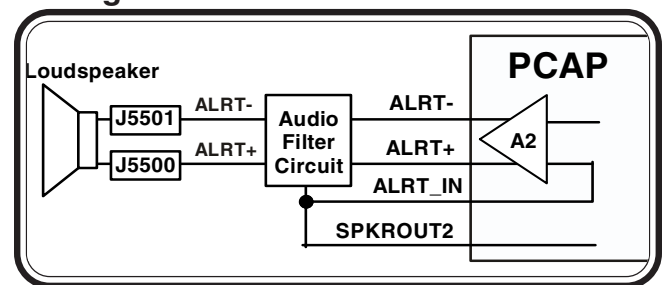 PCAP
Loudspeaker
J5501
ALRT-
Audio
Filter
Circuit
ALRT-
A2
J5500
ALRT+
ALRT+
ALRT_IN
SPKROUT2